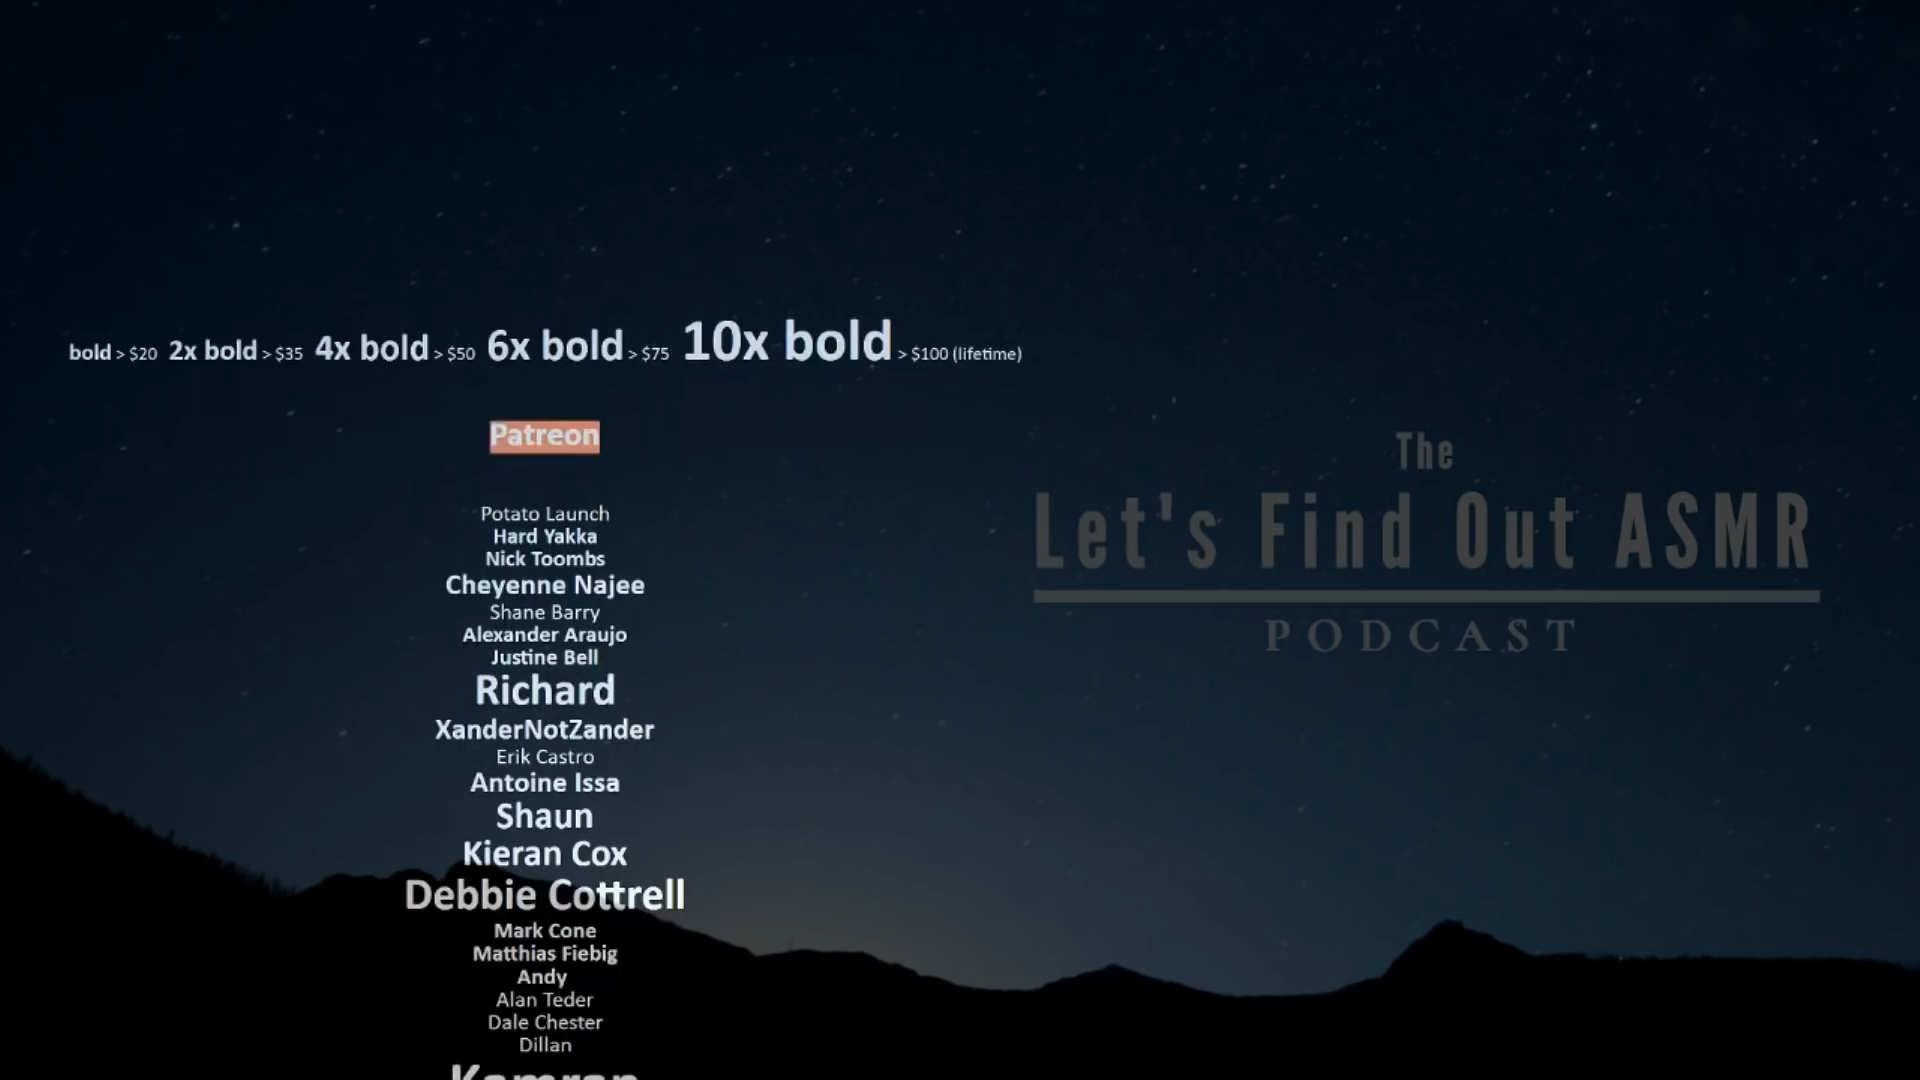 bold > $20 2x bold > $35 4x bold > $50 6x bold > $75 10x bold > $100 (lifetime)
Patreon
Potato Launch
Hard Yakka
Nick Toombs
Cheyenne Najee
Shane Barry
Alexander Araujo
Justine Bell
Richard
XanderNotZander
Erik Castro
Antoine Issa
Shaun
Kieran Cox
Debbie Cottrell
Mark Cone
Matthias Fiebig
Andy
Alan Teder
Dale Chester
Dillan
Kamran
The
Let's Find Out ASMR
PODCAST